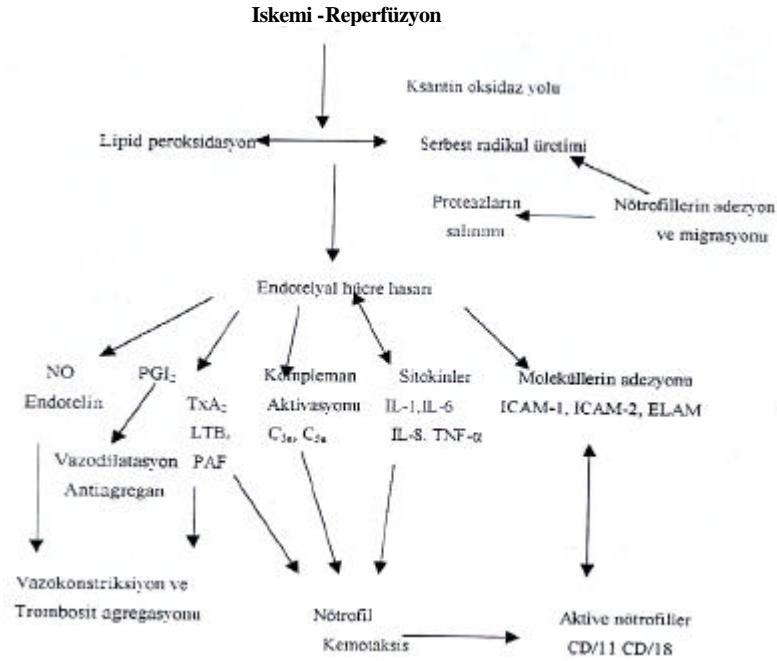 Iskemi -Reperfüzyon
Ksantin oksidaz yolu
Lipid peroksidasyon
Serbest radikal üretimi
Proteazların
salınımı
Nötrofillerin adezyon
ve migrasyonu
Endotelyal hücre hasarı
NO
Endotelin
PGI₂
TxA₂
LTB₄
PAF
Kompleman
Aktivasyonu
C₃ₐ, C₅ₐ
Sitokinler
IL-1,IL-6
IL-8. TNF-α
Moleküllerin adezyonu
ICAM-1, ICAM-2, ELAM
Vazodilatasyon
Antiagregan
Vazokonstriksiyon ve
Trombosit agregasyonu
Nötrofil
Kemotaksis
Aktive nötrofiller
CD/11 CD/18